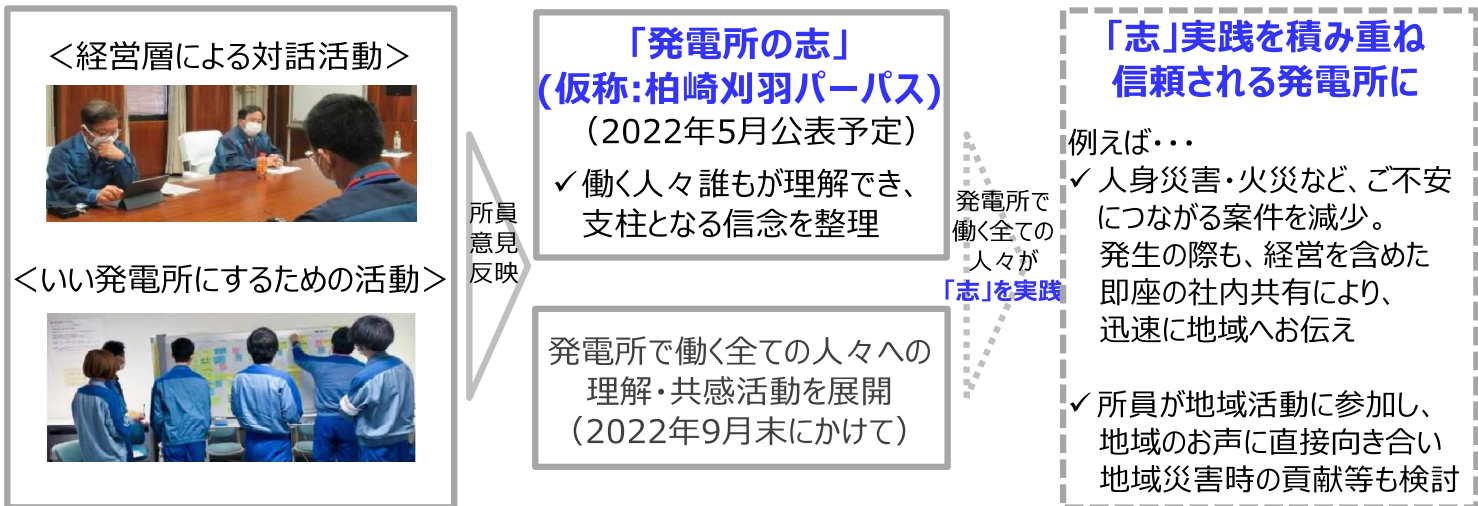 ＜経営層による対話活動＞
＜いい発電所にするための活動＞
所員
意見
反映
「発電所の志」
(仮称:柏崎刈羽パーパス)
（2022年5月公表予定）
✓働く人々誰もが理解でき、
支柱となる信念を整理
発電所で働く全ての人々への
理解・共感活動を展開
（2022年9月末にかけて）
発電所で
働く全ての
人々が
「志」を実践
「志」実践を積み重ね
信頼される発電所に
例えば・・・
✓人身災害・火災など、ご不安
につながる案件を減少。
発生の際も、経営を含めた
即座の社内共有により、
迅速に地域へお伝え
✓所員が地域活動に参加し、
地域のお声に直接向き合い
地域災害時の貢献等も検討